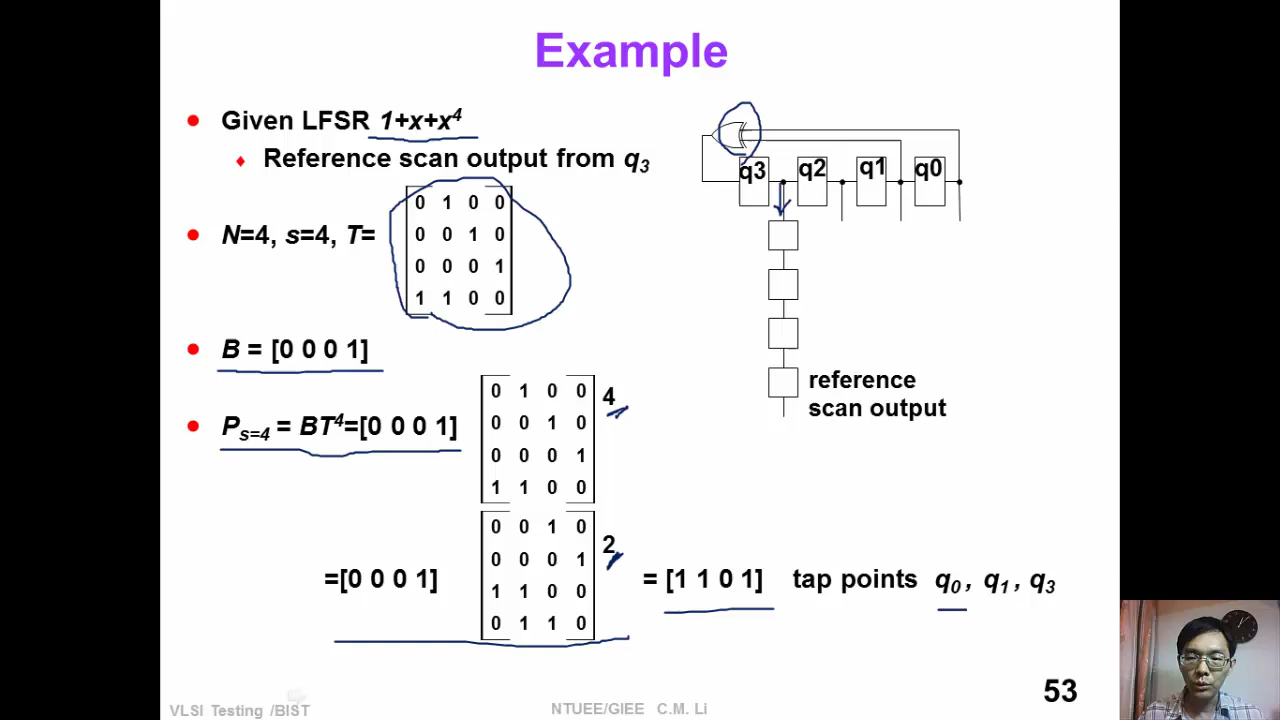 Example
• Given LFSR 1+x+x⁴
♦ Reference scan output from q₃
• N=4, s=4, T=
0 1 0 0
0 0 1 0
0 0 0 1
1 1 0 0
• B = [0 0 0 1]
• Pₛ₌₄ = BT⁴=[0 0 0 1]
0 1 0 0
0 0 1 0
0 0 0 1
1 1 0 0
4
=[0 0 0 1]
0 0 1 0
0 0 0 1
1 1 0 0
0 1 1 0
2
= [1 1 0 1] tap points q₀, q₁, q₃
q3 q2 q1 q0
reference
scan output
53
VLSI Testing /BIST
NTUEE/GIEE C.M. Li